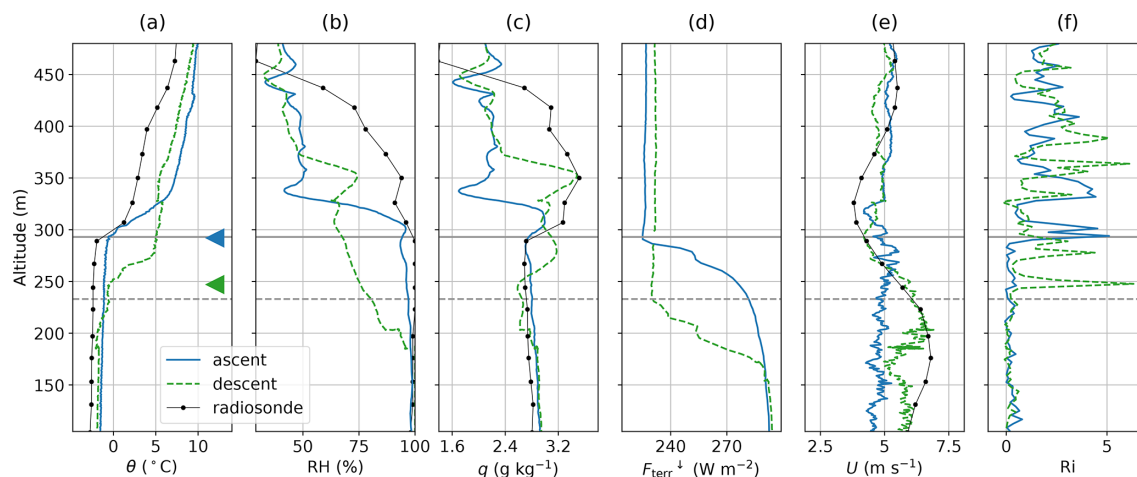 (a) (b) (c) (d) (e) (f)
450
400
350
300
250
200
150
Altitude (m)
ascent
descent
radiosonde
0 10 50 75 100 1.6 2.4 3.2 240 270 2.5 5 7.5 0 5
θ (°C) RH (%) q (g kg⁻¹) F_terr↓ (W m⁻²) U (m s⁻¹) Ri